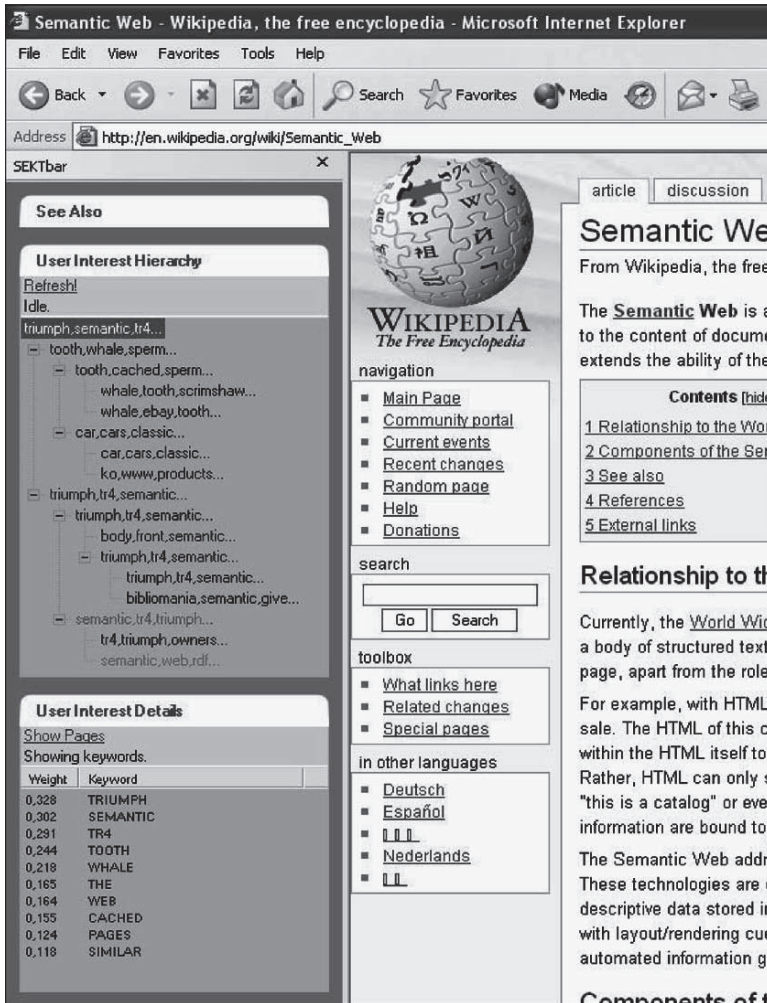 Semantic Web - Wikipedia, the free encyclopedia - Microsoft Internet Explorer
File Edit View Favorites Tools Help
Back Search Favorites Media
Address http://en.wikipedia.org/wiki/Semantic_Web
SEKTbar
See Also
User Interest Hierarchy
Refresh!
Idle.
triumph,semantic,tr4...
tooth,whale,sperm...
tooth,cached,sperm...
whale,tooth,scrimshaw...
whale,ebay,tooth...
car,cars,classic...
car,cars,classic...
ko,www,products...
triumph,tr4,semantic...
triumph,tr4,semantic...
body,front,semantic...
triumph,tr4,semantic...
triumph,tr4,semantic...
bibliomania,semantic,give...
semantic,tr4,triumph...
tr4,triumph,owners...
semantic,web,rdf...
User Interest Details
Show Pages
Showing keywords.
Weight Keyword
0,328 TRIUMPH
0,302 SEMANTIC
0,291 TR4
0,244 TOOTH
0,218 WHALE
0,165 THE
0,164 WEB
0,155 CACHED
0,124 PAGES
0,118 SIMILAR
WIKIPEDIA
The Free Encyclopedia
navigation
Main Page
Community portal
Current events
Recent changes
Random page
Help
Donations
search
Go Search
toolbox
What links here
Related changes
Special pages
in other languages
Deutsch
Español
Nederlands
article discussion
Semantic We
From Wikipedia, the free
The Semantic Web is a
to the content of docume
extends the ability of the
Contents [hide
1 Relationship to the Wor
2 Components of the Sem
3 See also
4 References
5 External links
Relationship to th
Currently, the World Wid
a body of structured text
page, apart from the role
For example, with HTML
sale. The HTML of this c
within the HTML itself to
Rather, HTML can only s
"this is a catalog" or eve
information are bound to
The Semantic Web addr
These technologies are
descriptive data stored in
with layout/rendering cue
automated information g
Components of t